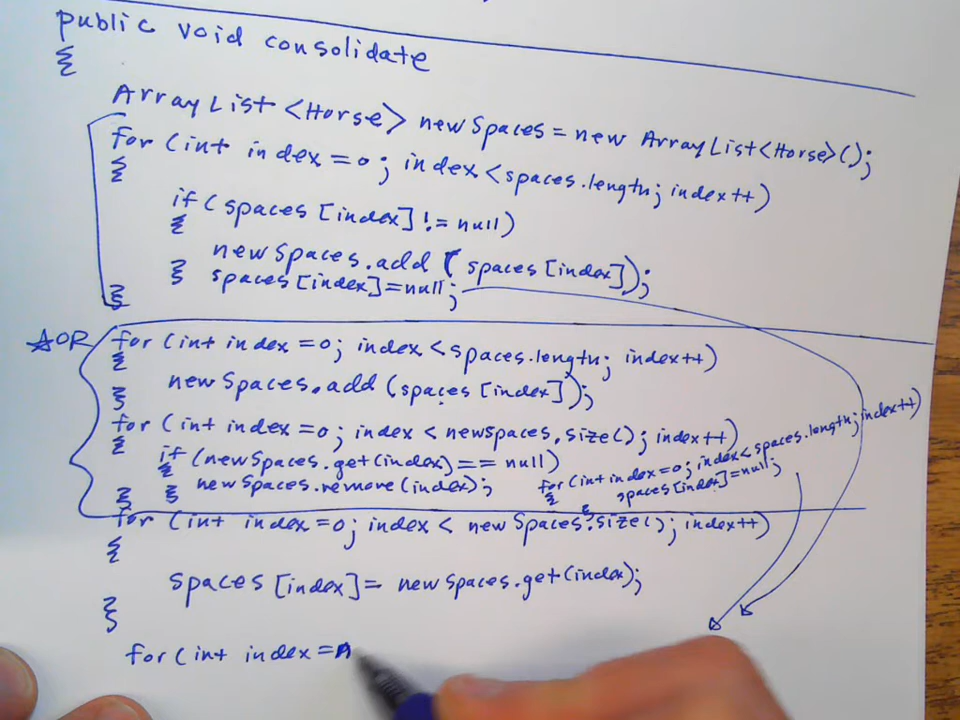 public void consolidate
{
ArrayList <Horse> newSpaces = new ArrayList<Horse>();
for (int index = 0; index < spaces.length; index++)
{
if (spaces [index] != null)
{
newSpaces.add (spaces [index]);
} spaces [index] = null;
}
AOR
for (int index = 0; index < spaces.length; index++)
{
newSpaces.add (spaces [index]);
}
for (int index = 0; index < newspaces.size(); index++)
{
if (newSpaces.get(index) == null)
{ newSpaces.remove (index);
} }
for (int index = 0; index < spaces.length; index++)
{ spaces [index] = null;
}
for (int index = 0; index < newSpaces.size(); index++)
{
spaces [index] = newSpaces.get(index);
}
for (int index =